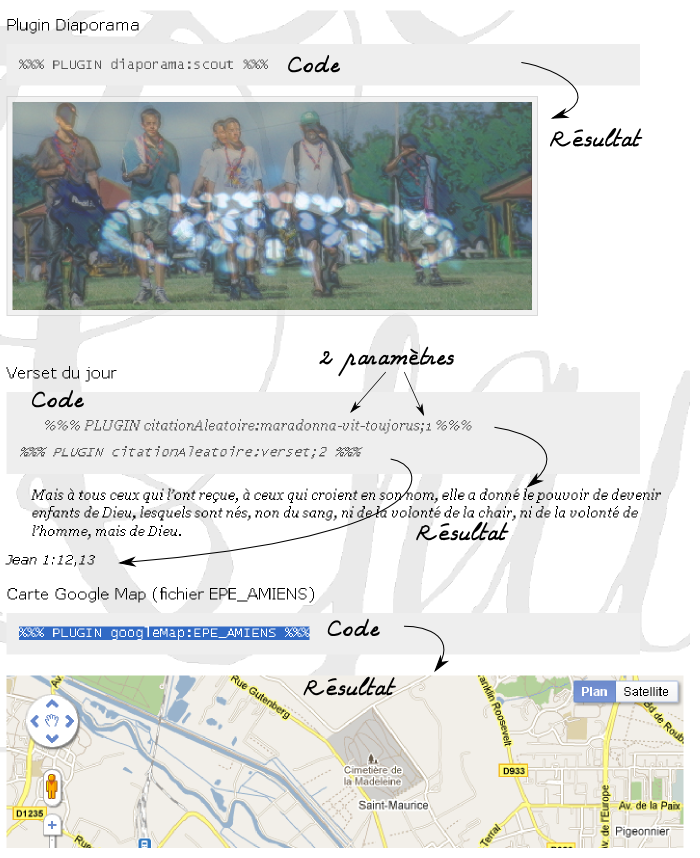 Plugin Diaporama
%%% PLUGIN diaporama:scout %%% Code
Résultat
2 paramètres
Verset du jour
Code
%%% PLUGIN citationAleatoire:maradonna-vit-toujorus;1 %%%
%%% PLUGIN citationAleatoire:verset;2 %%%
Mais à tous ceux qui l'ont reçue, à ceux qui croient en son nom, elle a donné le pouvoir de devenir
enfants de Dieu, lesquels sont nés, non du sang, ni de la volonté de la chair, ni de la volonté de
l'homme, mais de Dieu.
Résultat
Jean 1:12,13
Carte Google Map (fichier EPE_AMIENS)
%%% PLUGIN googleMap:EPE_AMIENS %%% Code
Résultat
Plan Satellite
Rue Gutenberg
anklin Roosevelt
d de Roub
Cimetière de
la Madeleine
D933
Saint-Maurice
Av. de la Paix
D1235
Pigeonnier
de l'Europe